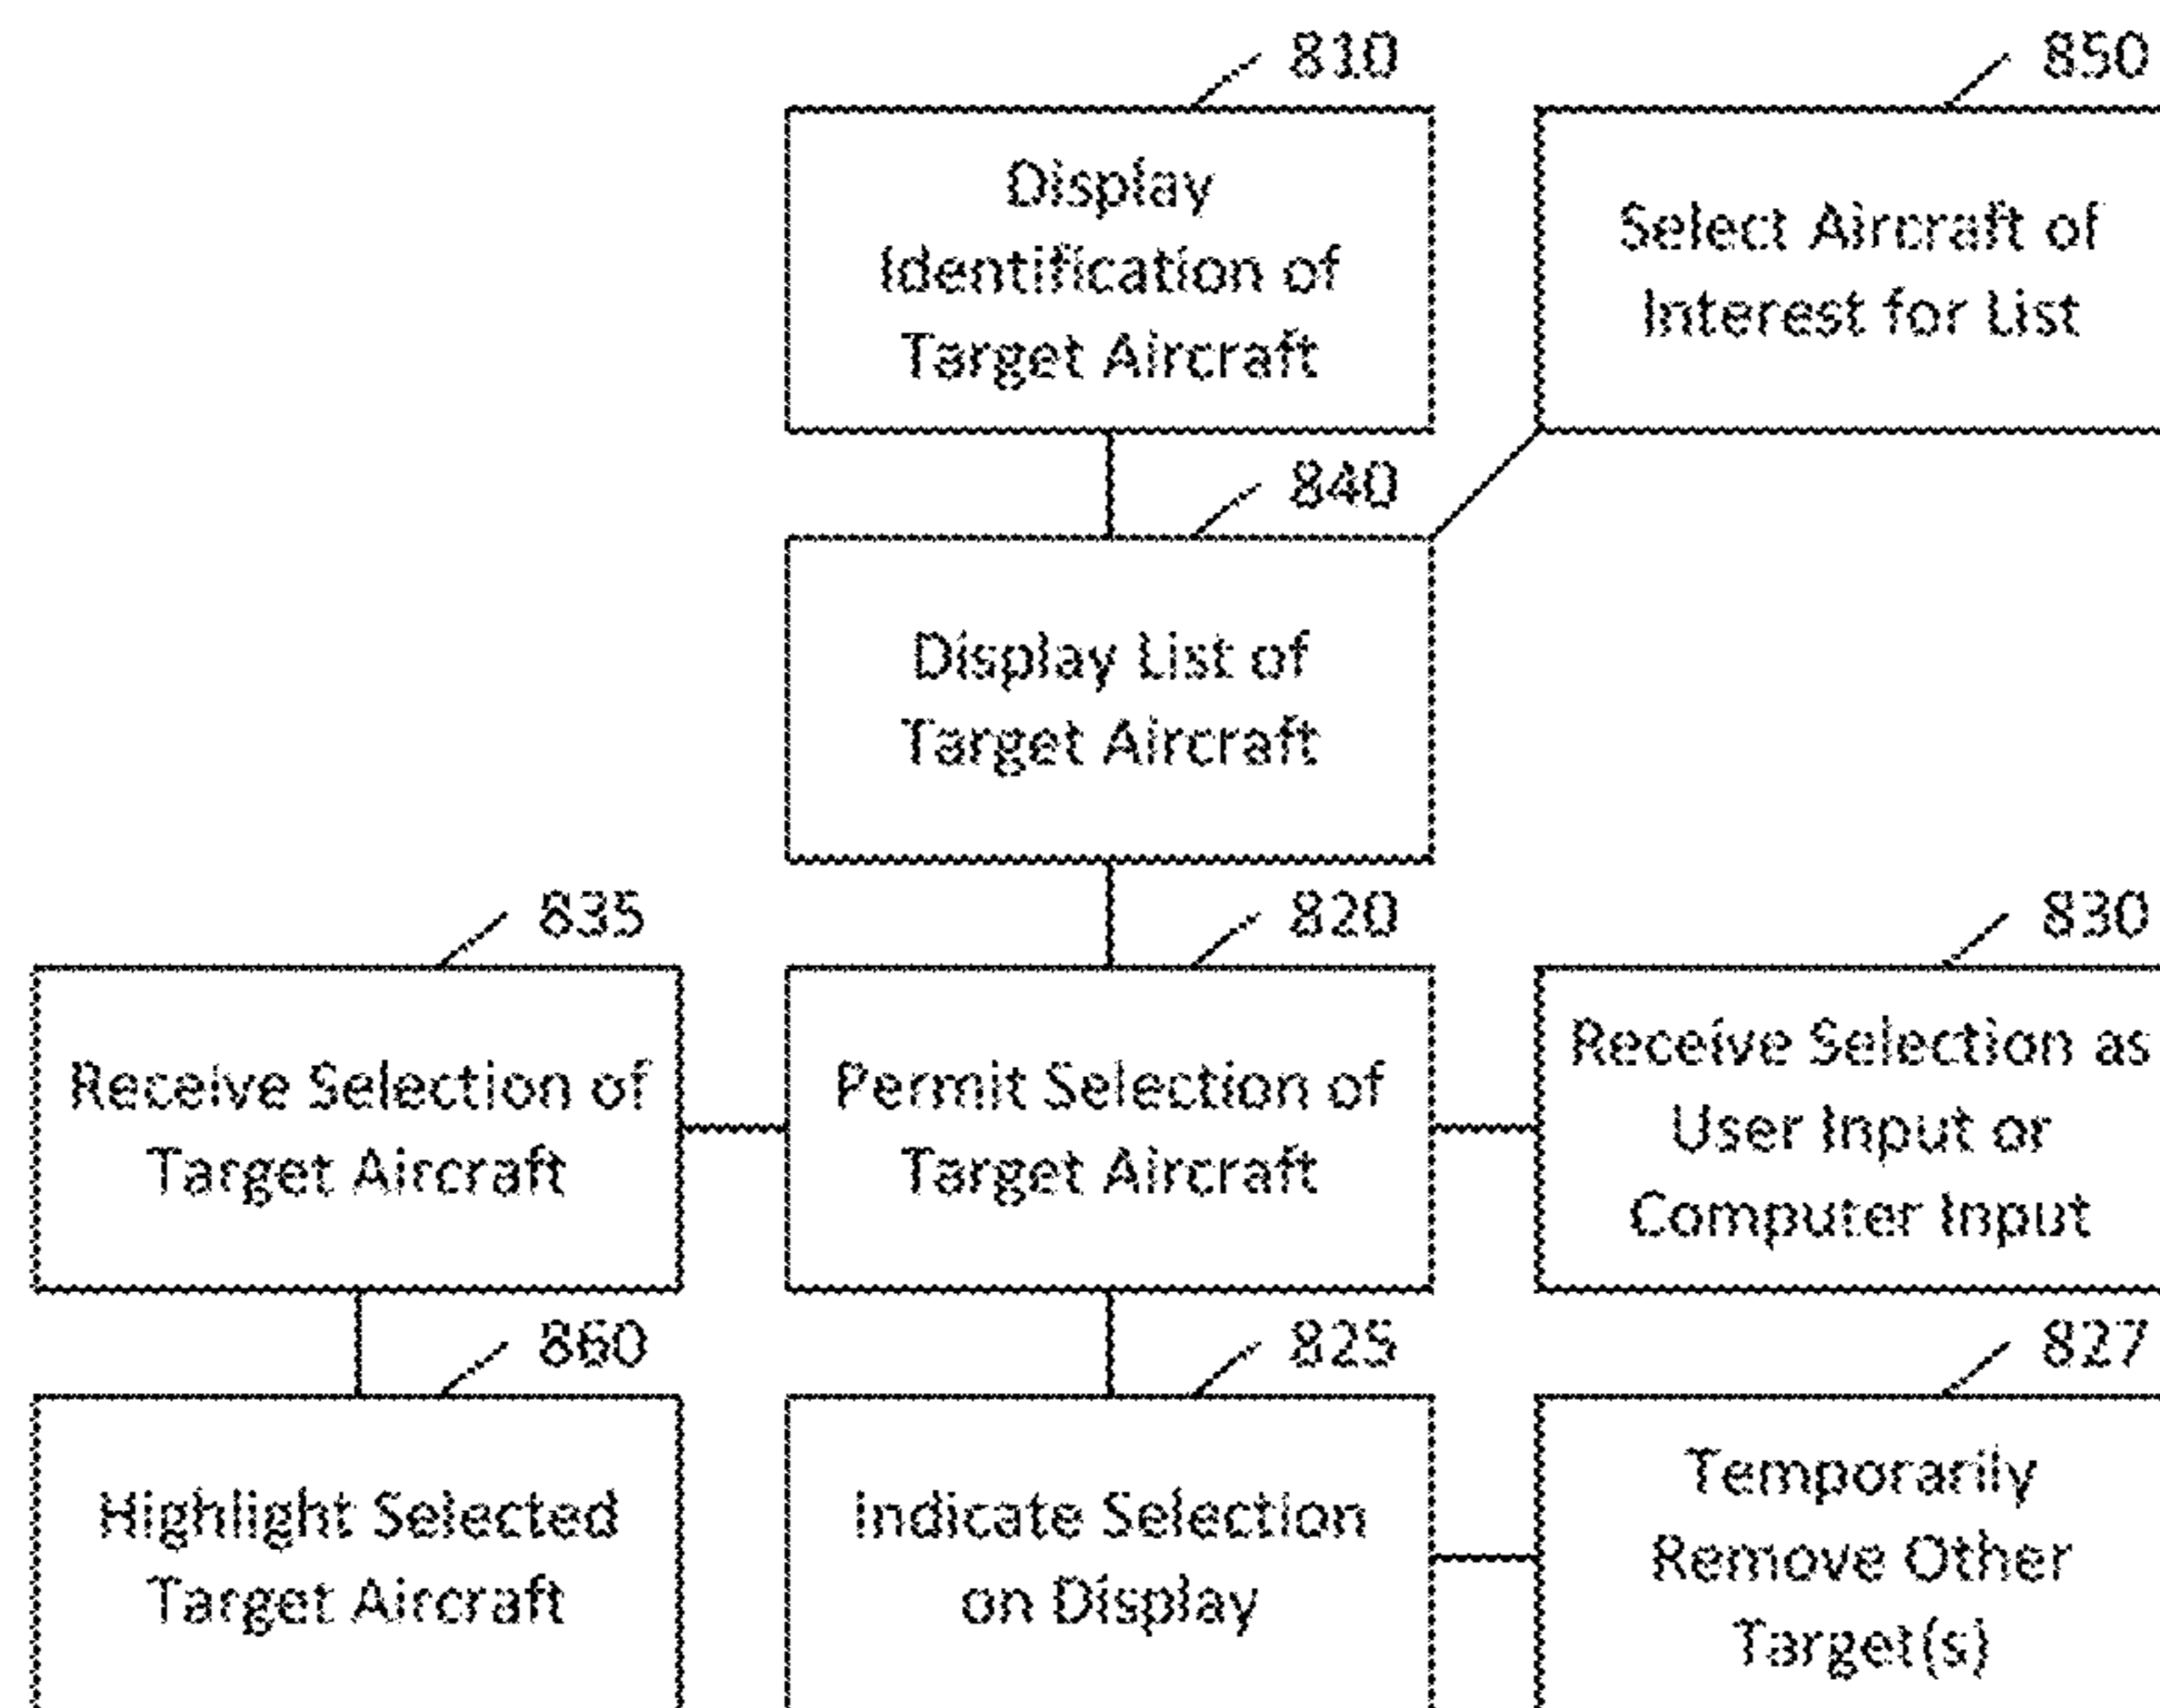 810
Display
Identification of
Target Aircraft
850
Select Aircraft of
Interest for List
840
Display List of
Target Aircraft
835
Receive Selection of
Target Aircraft
820
Permit Selection of
Target Aircraft
830
Receive Selection as
User Input or
Computer Input
860
Highlight Selected
Target Aircraft
825
Indicate Selection
on Display
827
Temporarily
Remove Other
Target(s)